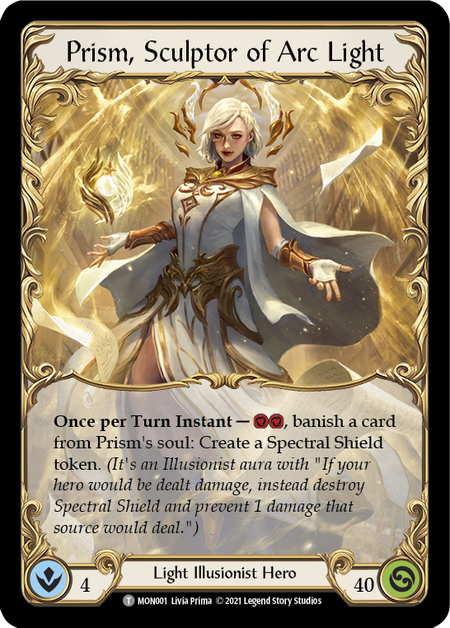 Prism, Sculptor of Arc Light
Once per Turn Instant — , banish a card
from Prism's soul: Create a Spectral Shield
token. (It's an Illusionist aura with "If your
hero would be dealt damage, instead destroy
Spectral Shield and prevent 1 damage that
source would deal.")
4
Light Illusionist Hero
40
T MON001 Livia Prima © 2021 Legend Story Studios